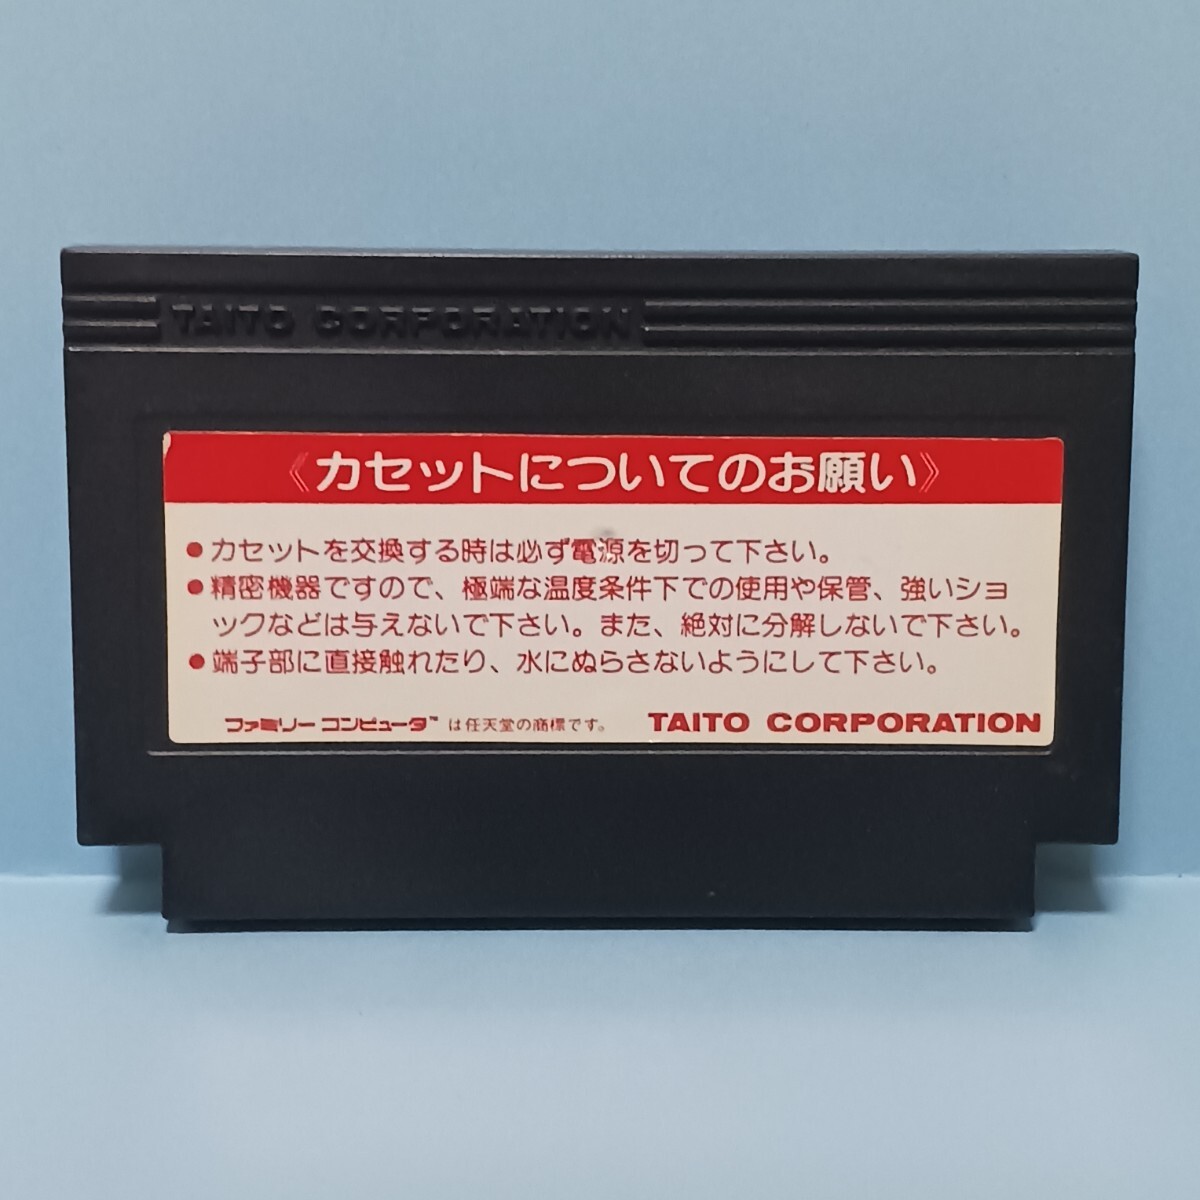 TAITO CORPORATION
《カセットについてのお願い》
●カセットを交換する時は必ず電源を切って下さい。
●精密機器ですので、極端な温度条件下での使用や保管、強いショ
ックなどは与えないで下さい。また、絶対に分解しないで下さい。
●端子部に直接触れたり、水にぬらさないようにして下さい。
ファミリーコンピュータ™は任天堂の商標です。 TAITO CORPORATION